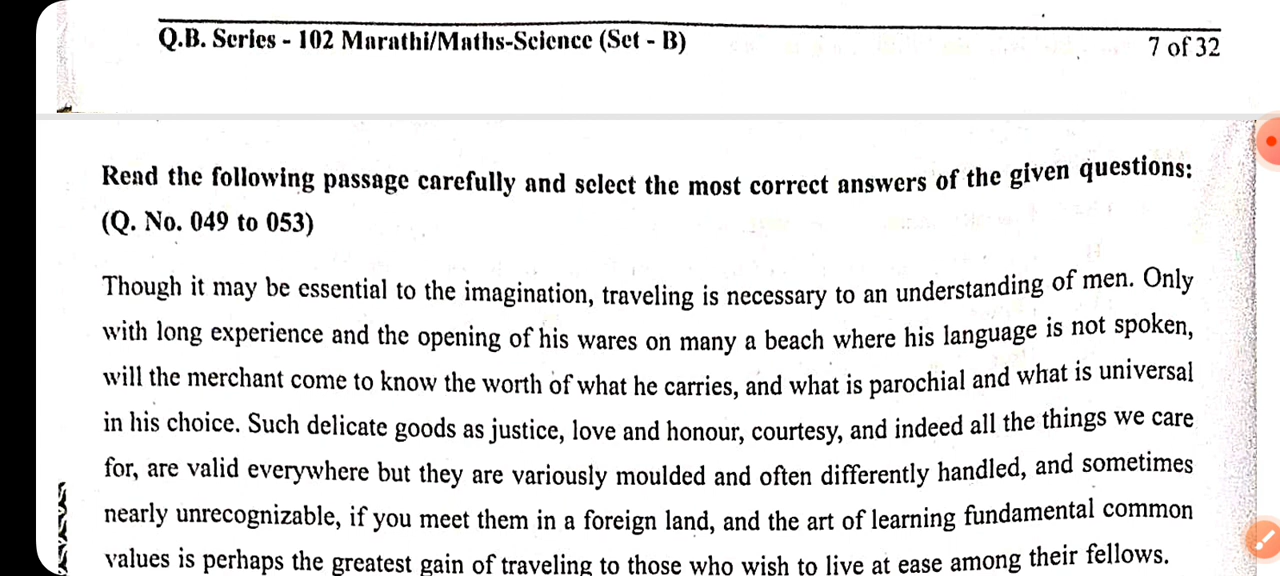 Q.B. Series - 102 Marathi/Maths-Science (Set - B)
7 of 32
Read the following passage carefully and select the most correct answers of the given questions:
(Q. No. 049 to 053)
Though it may be essential to the imagination, traveling is necessary to an understanding of men. Only
with long experience and the opening of his wares on many a beach where his language is not spoken,
will the merchant come to know the worth of what he carries, and what is parochial and what is universal
in his choice. Such delicate goods as justice, love and honour, courtesy, and indeed all the things we care
for, are valid everywhere but they are variously moulded and often differently handled, and sometimes
nearly unrecognizable, if you meet them in a foreign land, and the art of learning fundamental common
values is perhaps the greatest gain of traveling to those who wish to live at ease among their fellows.